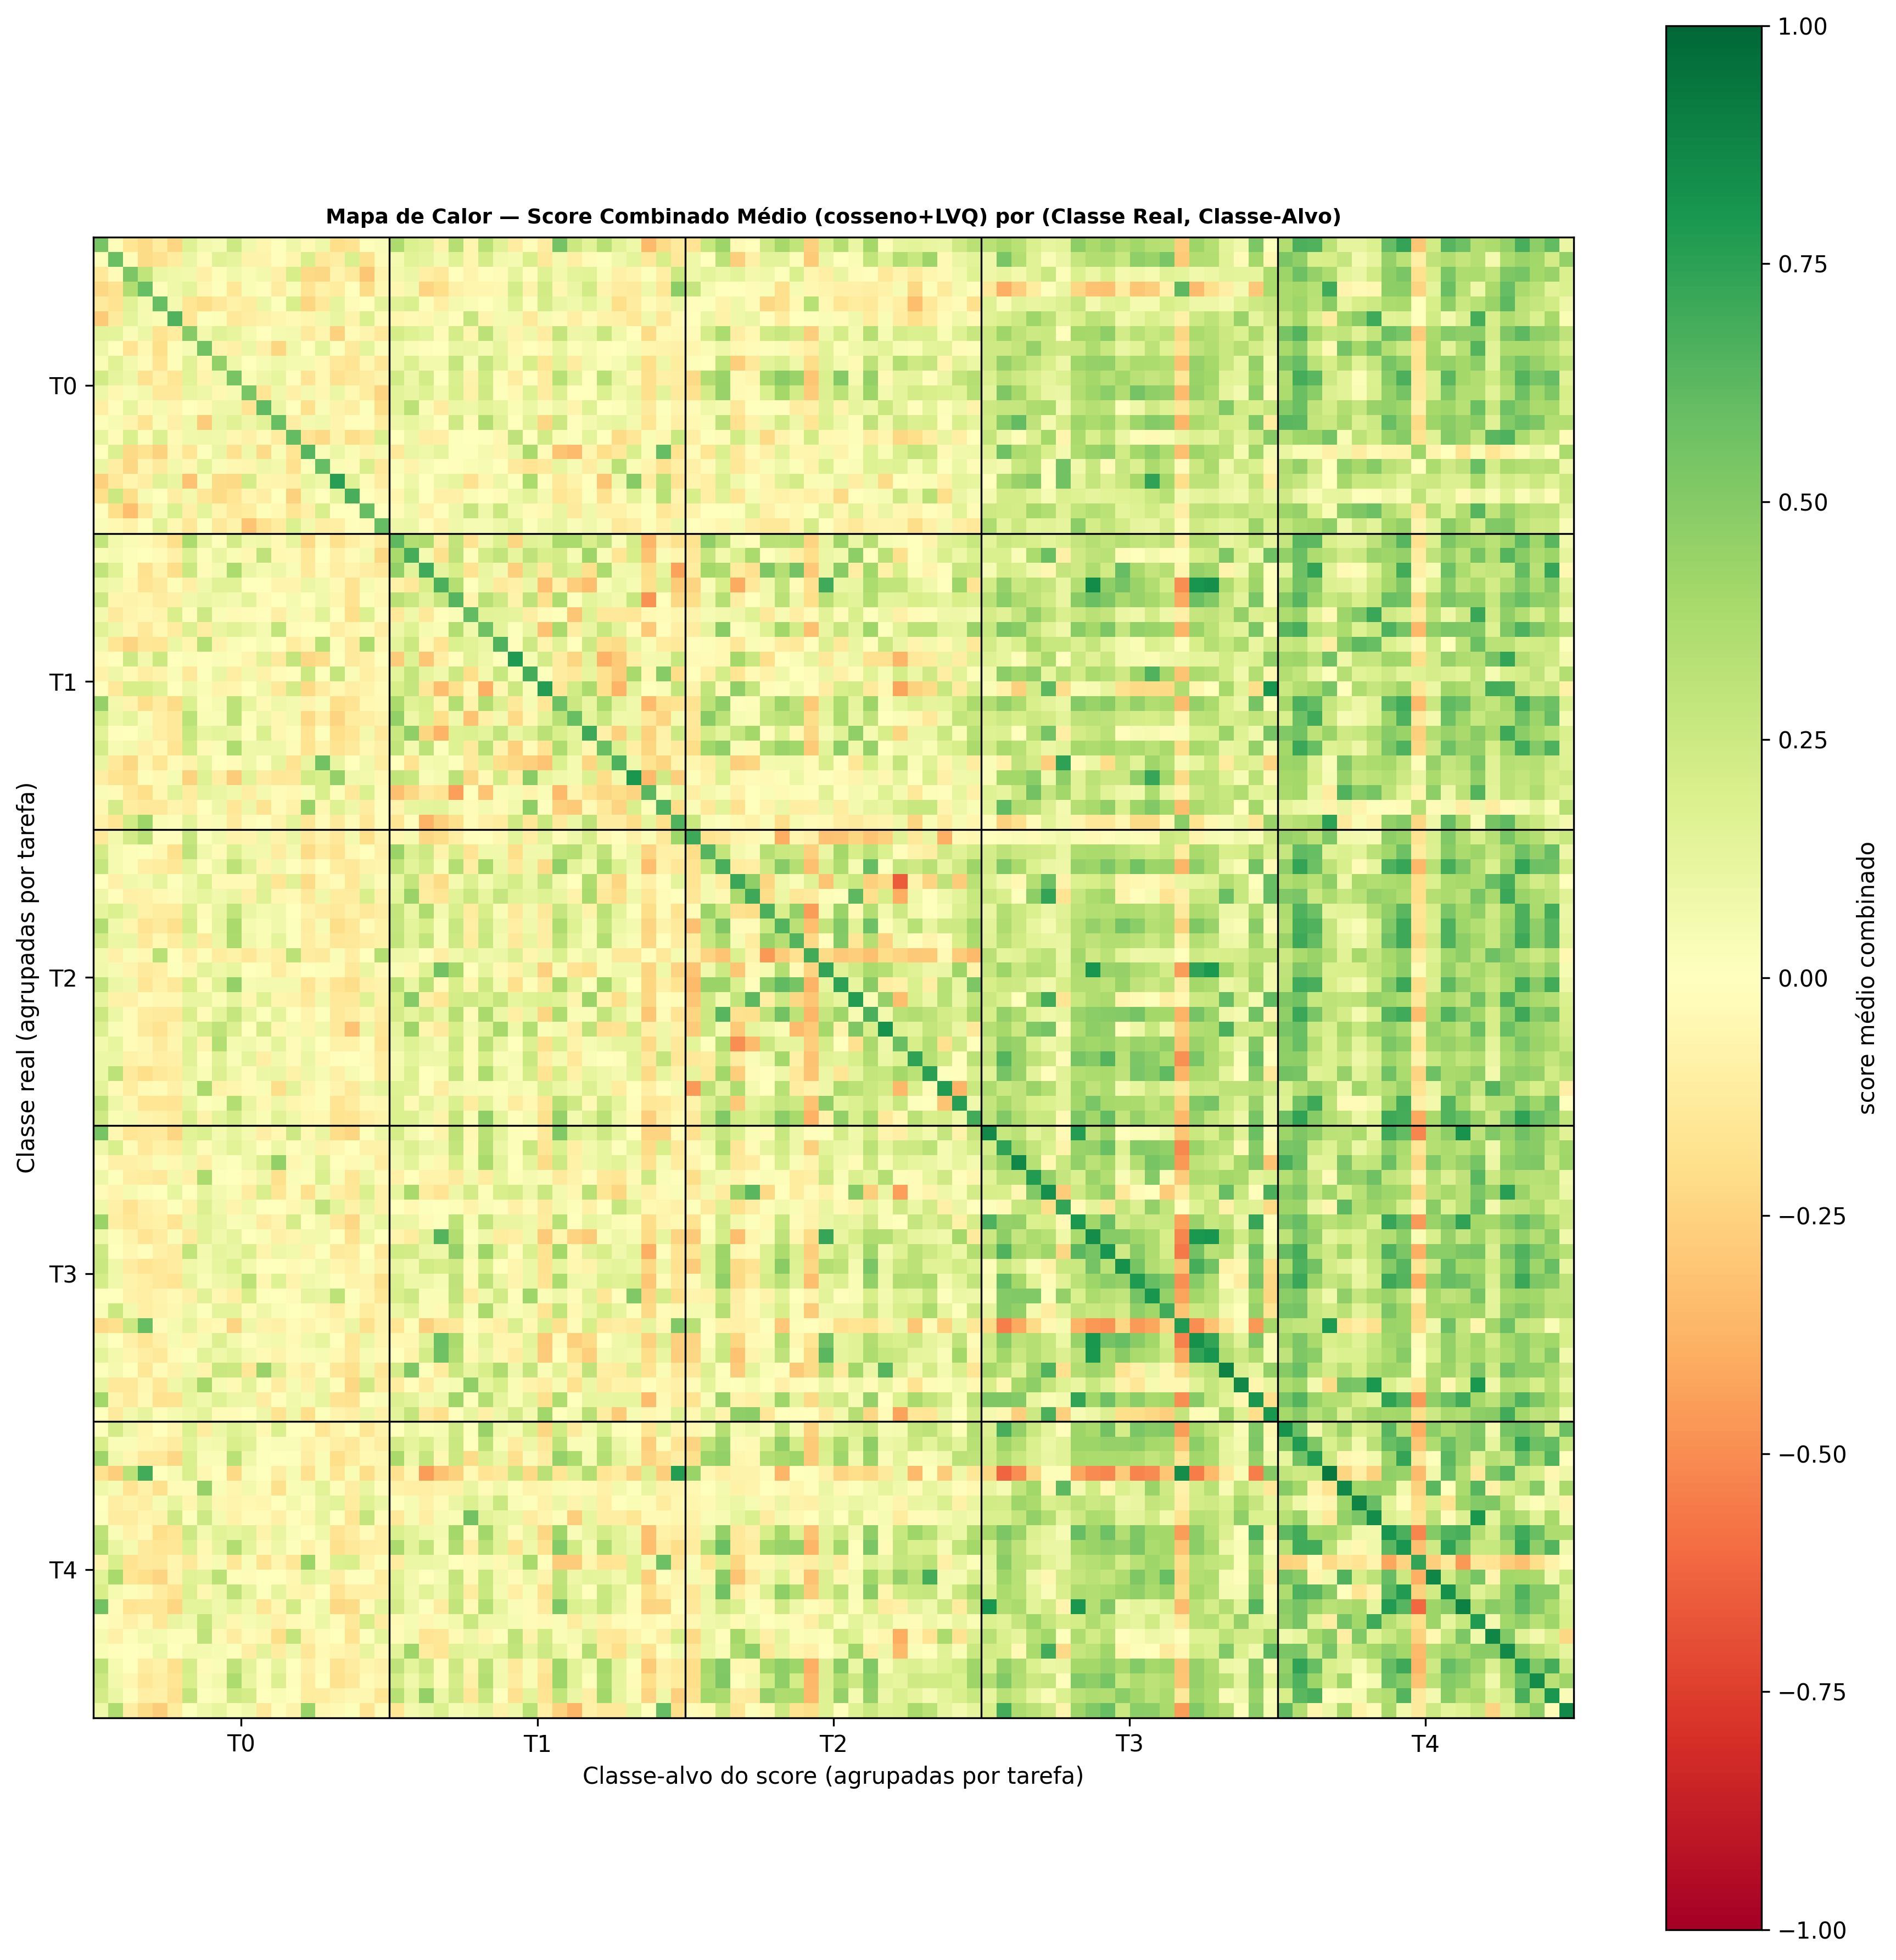 Mapa de Calor — Score Combinado Médio (cosseno+LVQ) por (Classe Real, Classe-Alvo)
Classe real (agrupadas por tarefa)
T0
T1
T2
T3
T4
T0 T1 T2 T3 T4
Classe-alvo do score (agrupadas por tarefa)
1.00
0.75
0.50
0.25
0.00
−0.25
−0.50
−0.75
−1.00
score médio combinado